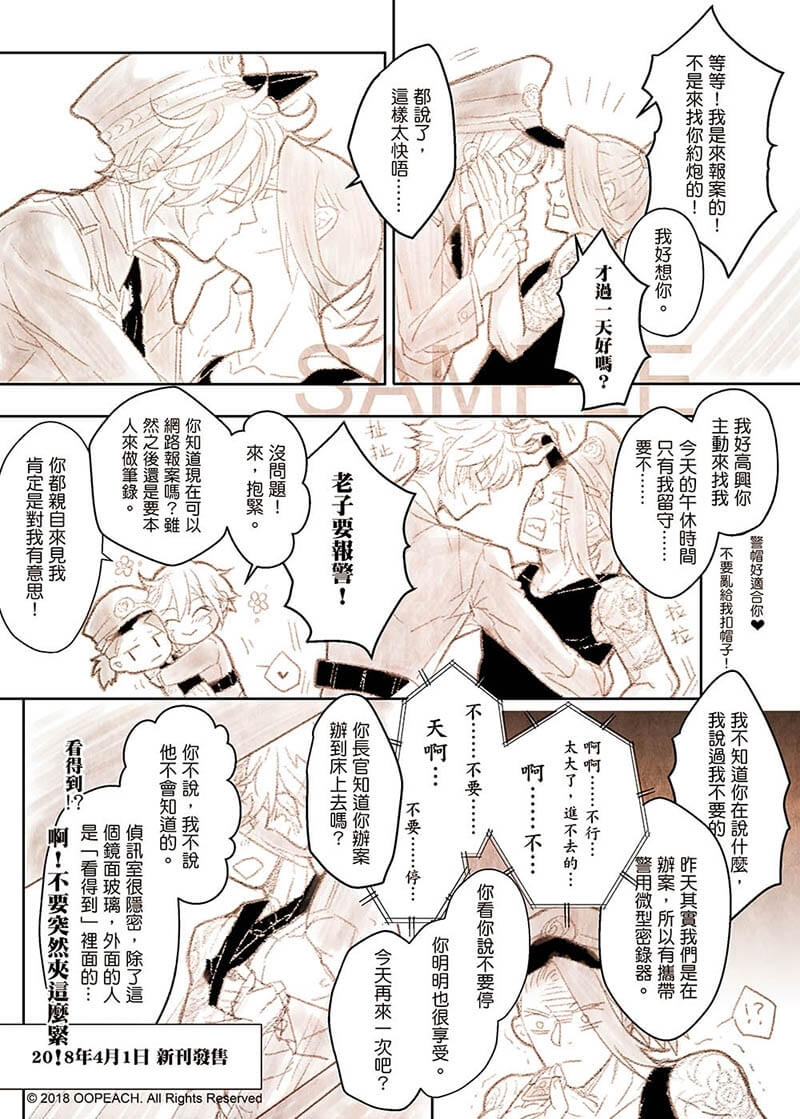 等等！我是來報案的！
不是來找你約炮的！
我好想你。
才過一天好嗎？
都說了，
這樣太快唔……
SAMPLE
我好高興你
主動來找我
今天的午休時間
只有我留守……
要不……
警帽好適合你♥
不要亂給我扣帽子！
拉
拉
扯
扯
老子要報警！
沒問題！
來，抱緊。
你知道現在可以
網路報案嗎？雖
然之後還是要本
人來做筆錄。
你都親自來見我
肯定是對我有意思！
我不知道你在說什麼，
我說過我不要的
昨天其實我們是在
辦案，所以有攜帶
警用微型密錄器。
!?
啊啊……不行…
太大了，進不去的…
啊……不
不……不要…
天啊…
不要……停…
你看你說不要停
你明明也很享受。
今天再來一次吧？
你長官知道你辦案
辦到床上去嗎？
你不說，我不說
他不會知道的。
偵訊室很隱密，除了這
個鏡面玻璃，外面的人
是「看得到」裡面的…
看得到!?
啊！不要突然夾這麼緊！
2018年4月1日 新刊發售
© 2018 OOPEACH. All Rights Reserved